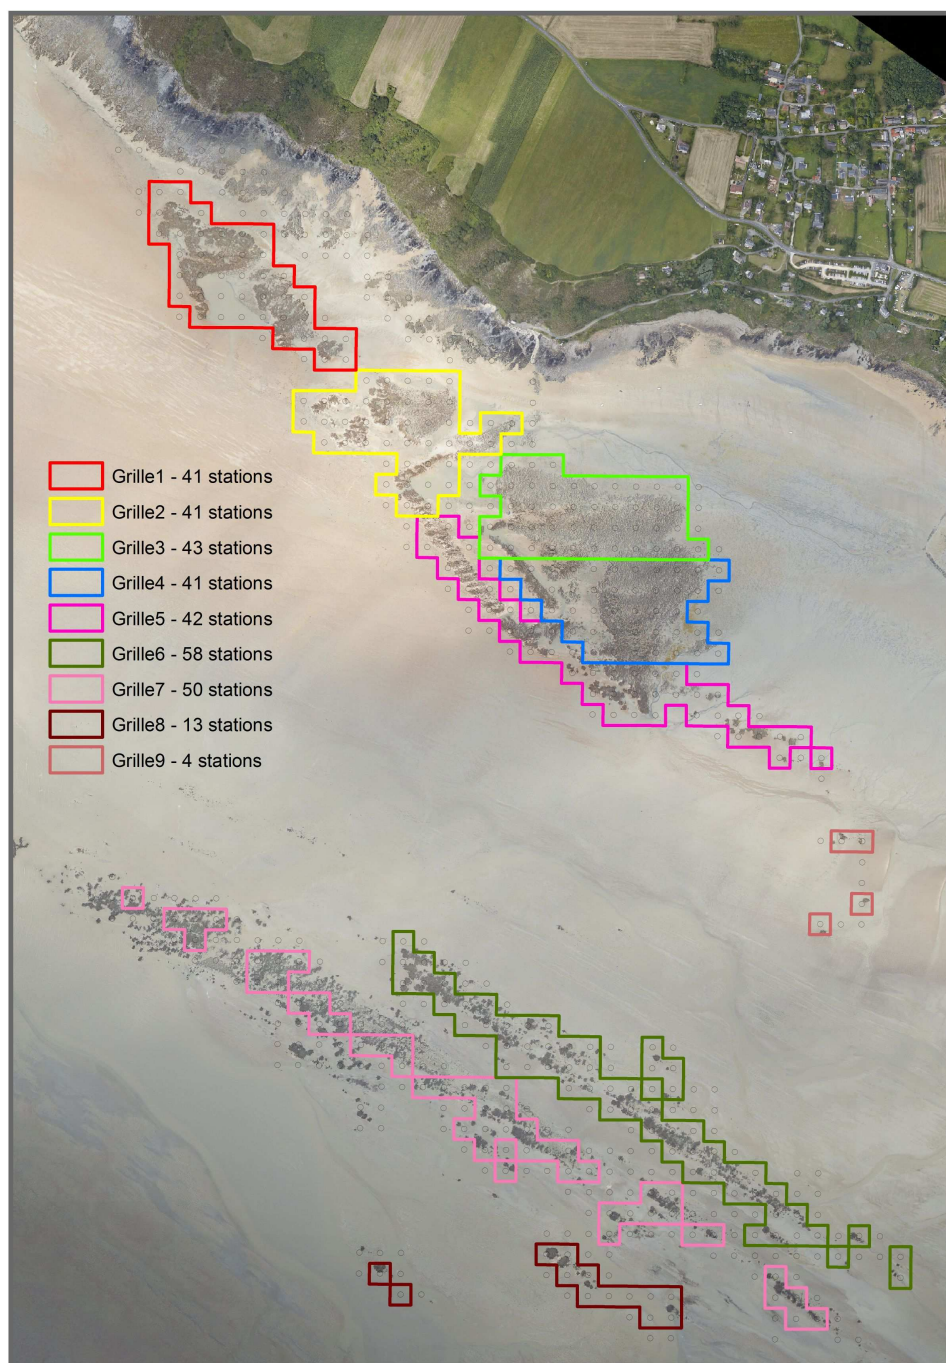 Grille1 - 41 stations
Grille2 - 41 stations
Grille3 - 43 stations
Grille4 - 41 stations
Grille5 - 42 stations
Grille6 - 58 stations
Grille7 - 50 stations
Grille8 - 13 stations
Grille9 - 4 stations